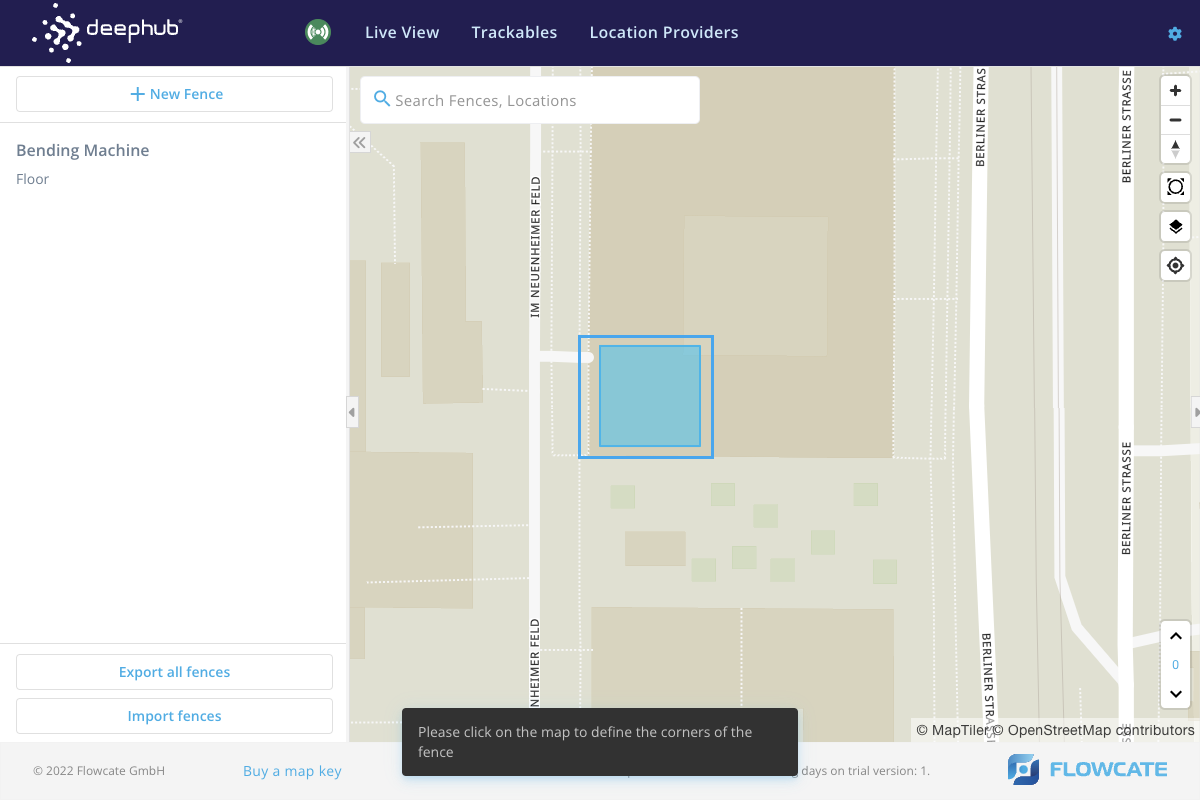 deephub
Live View
Trackables
Location Providers
New Fence
Search Fences, Locations
Bending Machine
Floor
IM NEUENHEIMER FELD
BERLINER STRAS
BERLINER STRASSE
BERLINER STRASSE
NHEIMER FELD
BERLINER STRASSE
SSE
0
Export all fences
Import fences
Please click on the map to define the corners of the
fence
© MapTiler © OpenStreetMap contributors
© 2022 Flowcate GmbH
Buy a map key
days on trial version: 1.
FLOWCATE